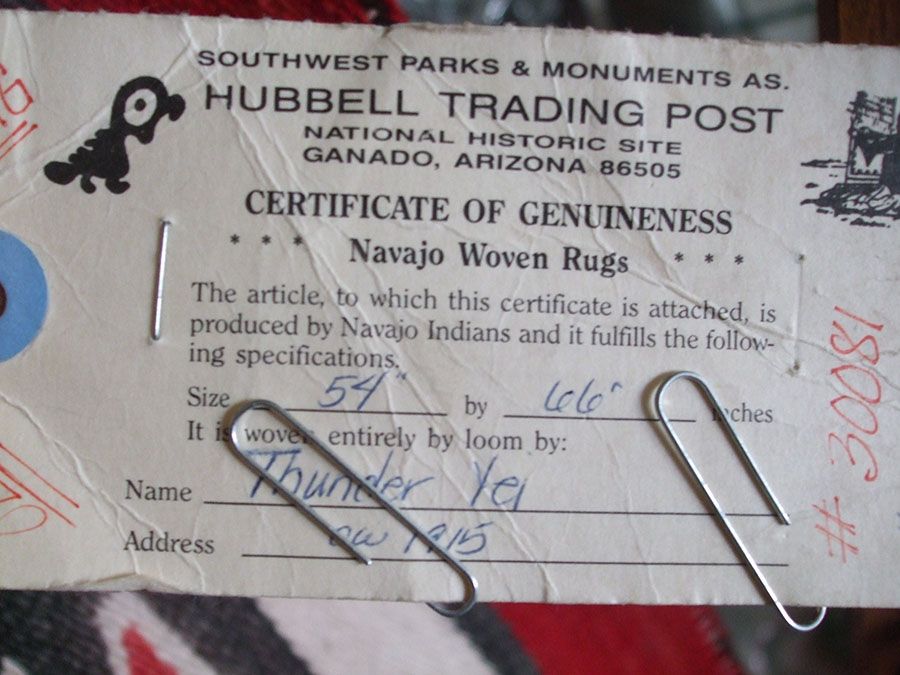 SOUTHWEST PARKS & MONUMENTS AS.
HUBBELL TRADING POST
NATIONAL HISTORIC SITE
GANADO, ARIZONA 86505
CERTIFICATE OF GENUINENESS
* * * Navajo Woven Rugs * * *
The article, to which this certificate is attached, is
produced by Navajo Indians and it fulfills the follow-
ing specifications.
Size 54" by 66" inches
It is woven entirely by loom by:
Name Thunder Yei
Address 1915
# 30081